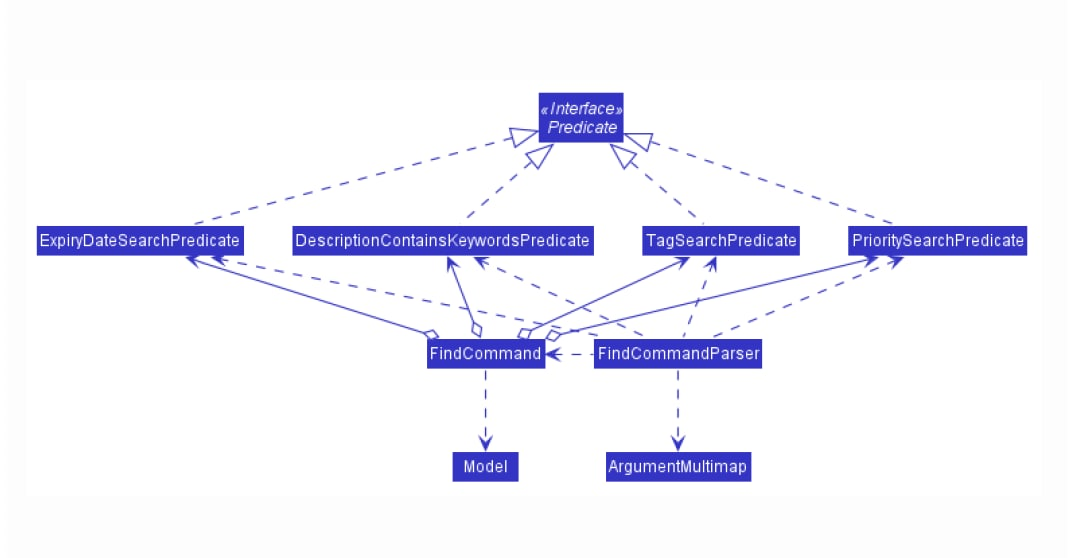 «Interface»
Predicate
ExpiryDateSearchPredicate
DescriptionContainsKeywordsPredicate
TagSearchPredicate
PrioritySearchPredicate
FindCommand
FindCommandParser
Model
ArgumentMultimap